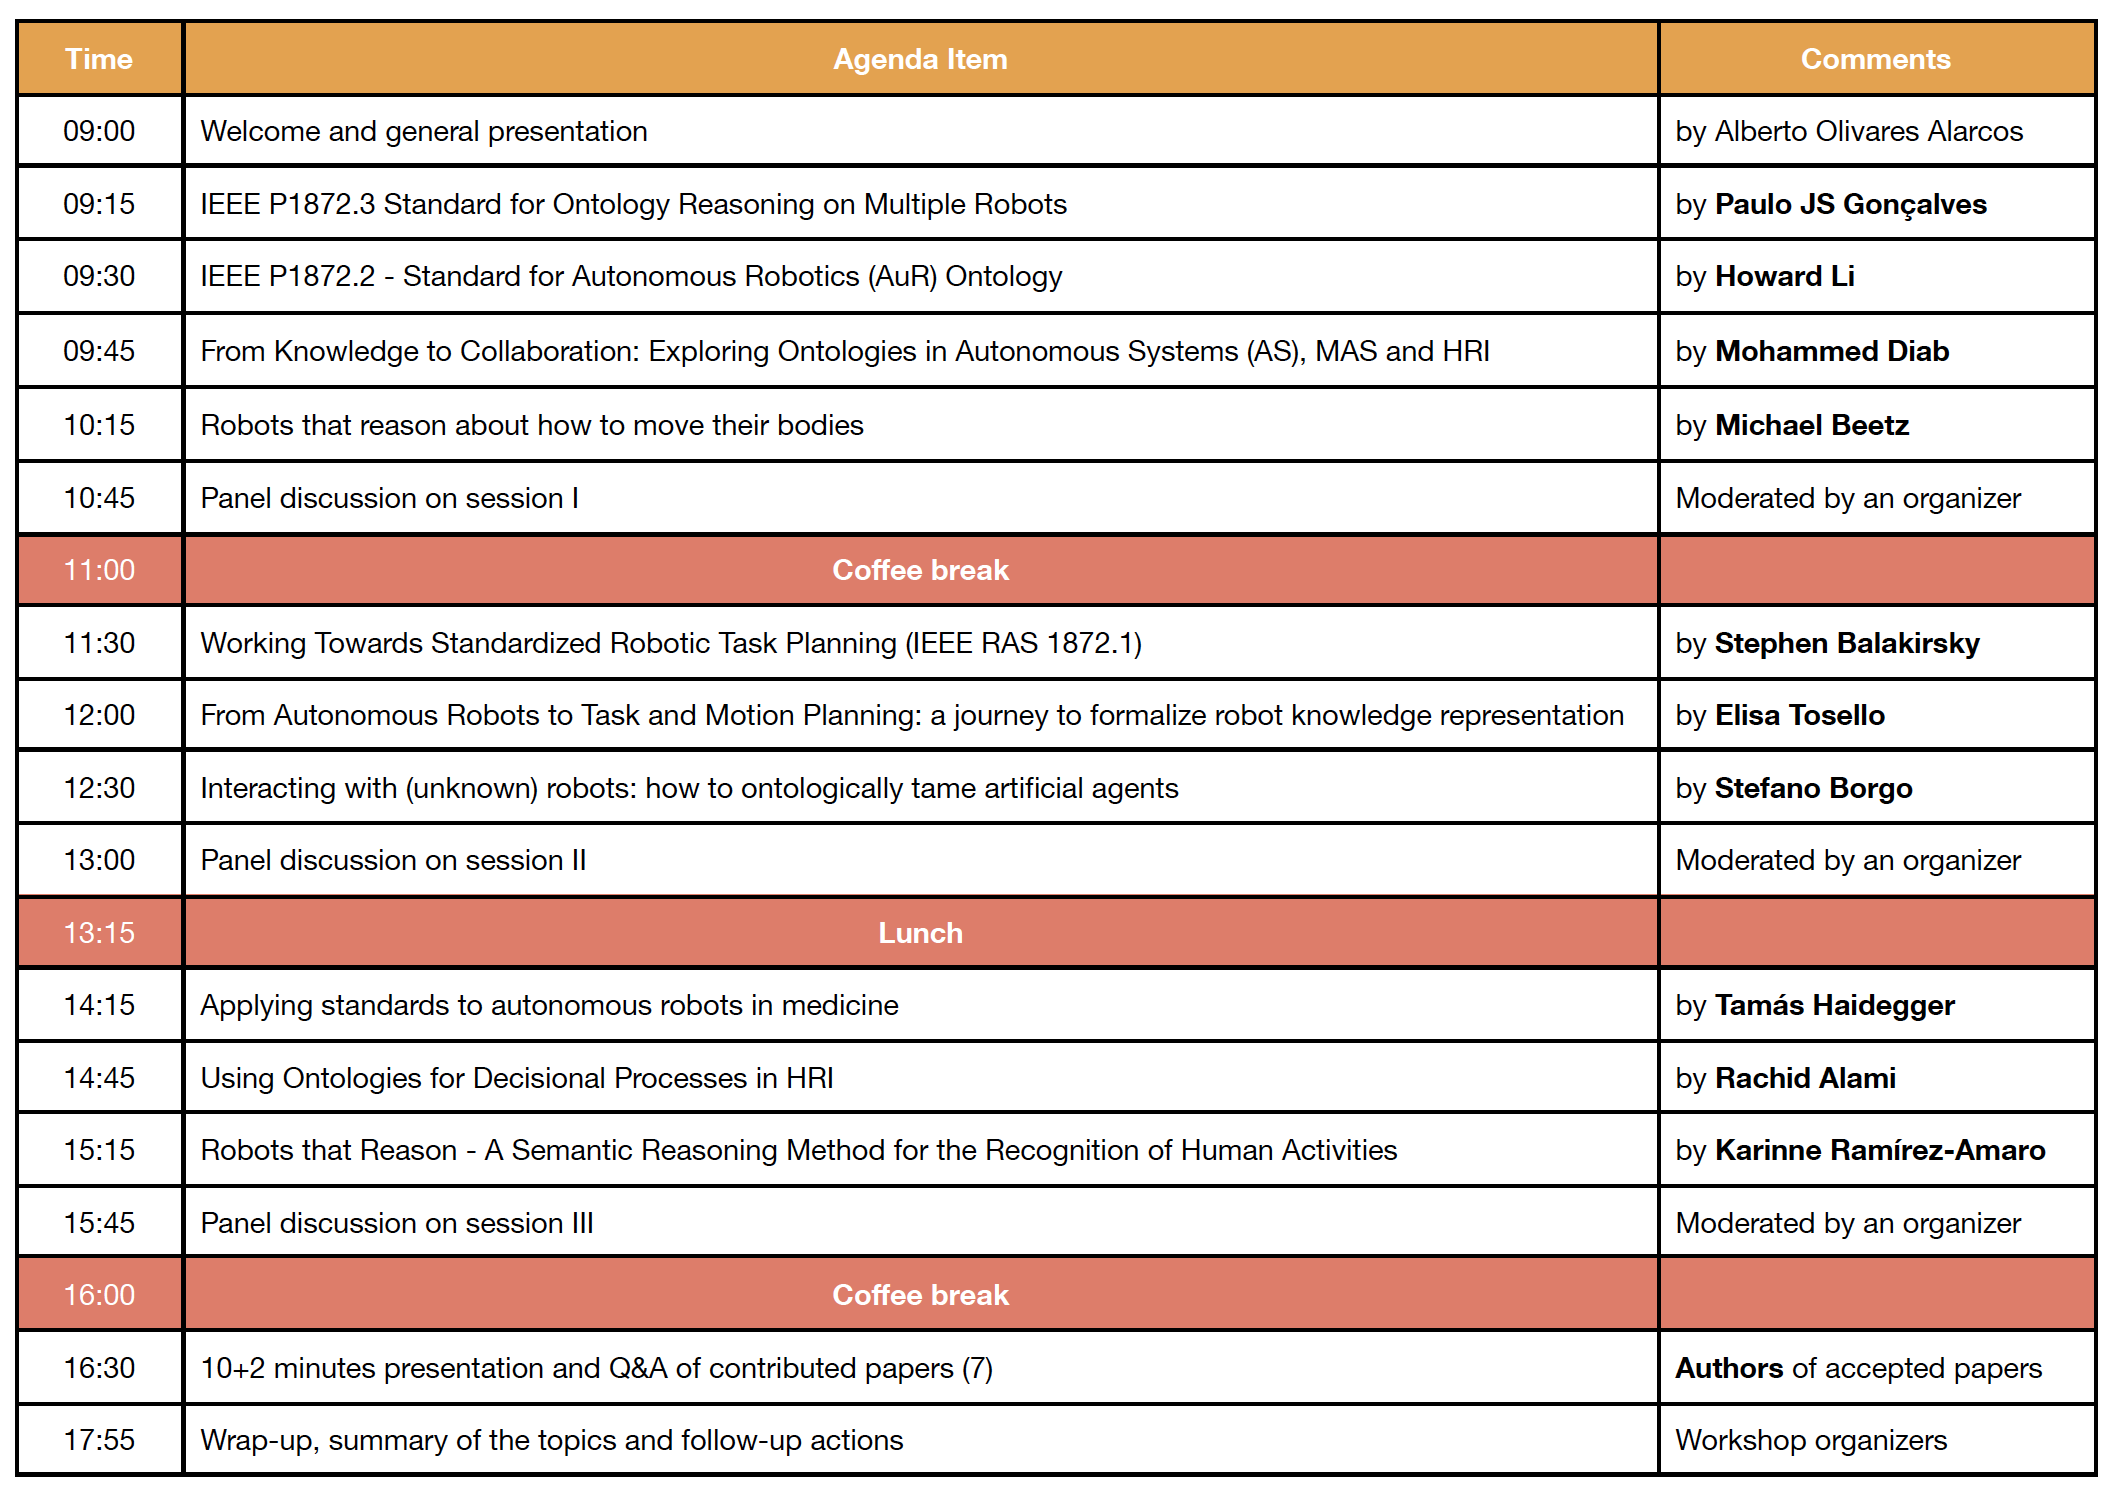 Time Agenda Item Comments
09:00 Welcome and general presentation by Alberto Olivares Alarcos
09:15 IEEE P1872.3 Standard for Ontology Reasoning on Multiple Robots by Paulo JS Gonçalves
09:30 IEEE P1872.2 - Standard for Autonomous Robotics (AuR) Ontology by Howard Li
09:45 From Knowledge to Collaboration: Exploring Ontologies in Autonomous Systems (AS), MAS and HRI by Mohammed Diab
10:15 Robots that reason about how to move their bodies by Michael Beetz
10:45 Panel discussion on session I Moderated by an organizer
11:00 Coffee break
11:30 Working Towards Standardized Robotic Task Planning (IEEE RAS 1872.1) by Stephen Balakirsky
12:00 From Autonomous Robots to Task and Motion Planning: a journey to formalize robot knowledge representation by Elisa Tosello
12:30 Interacting with (unknown) robots: how to ontologically tame artificial agents by Stefano Borgo
13:00 Panel discussion on session II Moderated by an organizer
13:15 Lunch
14:15 Applying standards to autonomous robots in medicine by Tamás Haidegger
14:45 Using Ontologies for Decisional Processes in HRI by Rachid Alami
15:15 Robots that Reason - A Semantic Reasoning Method for the Recognition of Human Activities by Karinne Ramírez-Amaro
15:45 Panel discussion on session III Moderated by an organizer
16:00 Coffee break
16:30 10+2 minutes presentation and Q&A of contributed papers (7) Authors of accepted papers
17:55 Wrap-up, summary of the topics and follow-up actions Workshop organizers